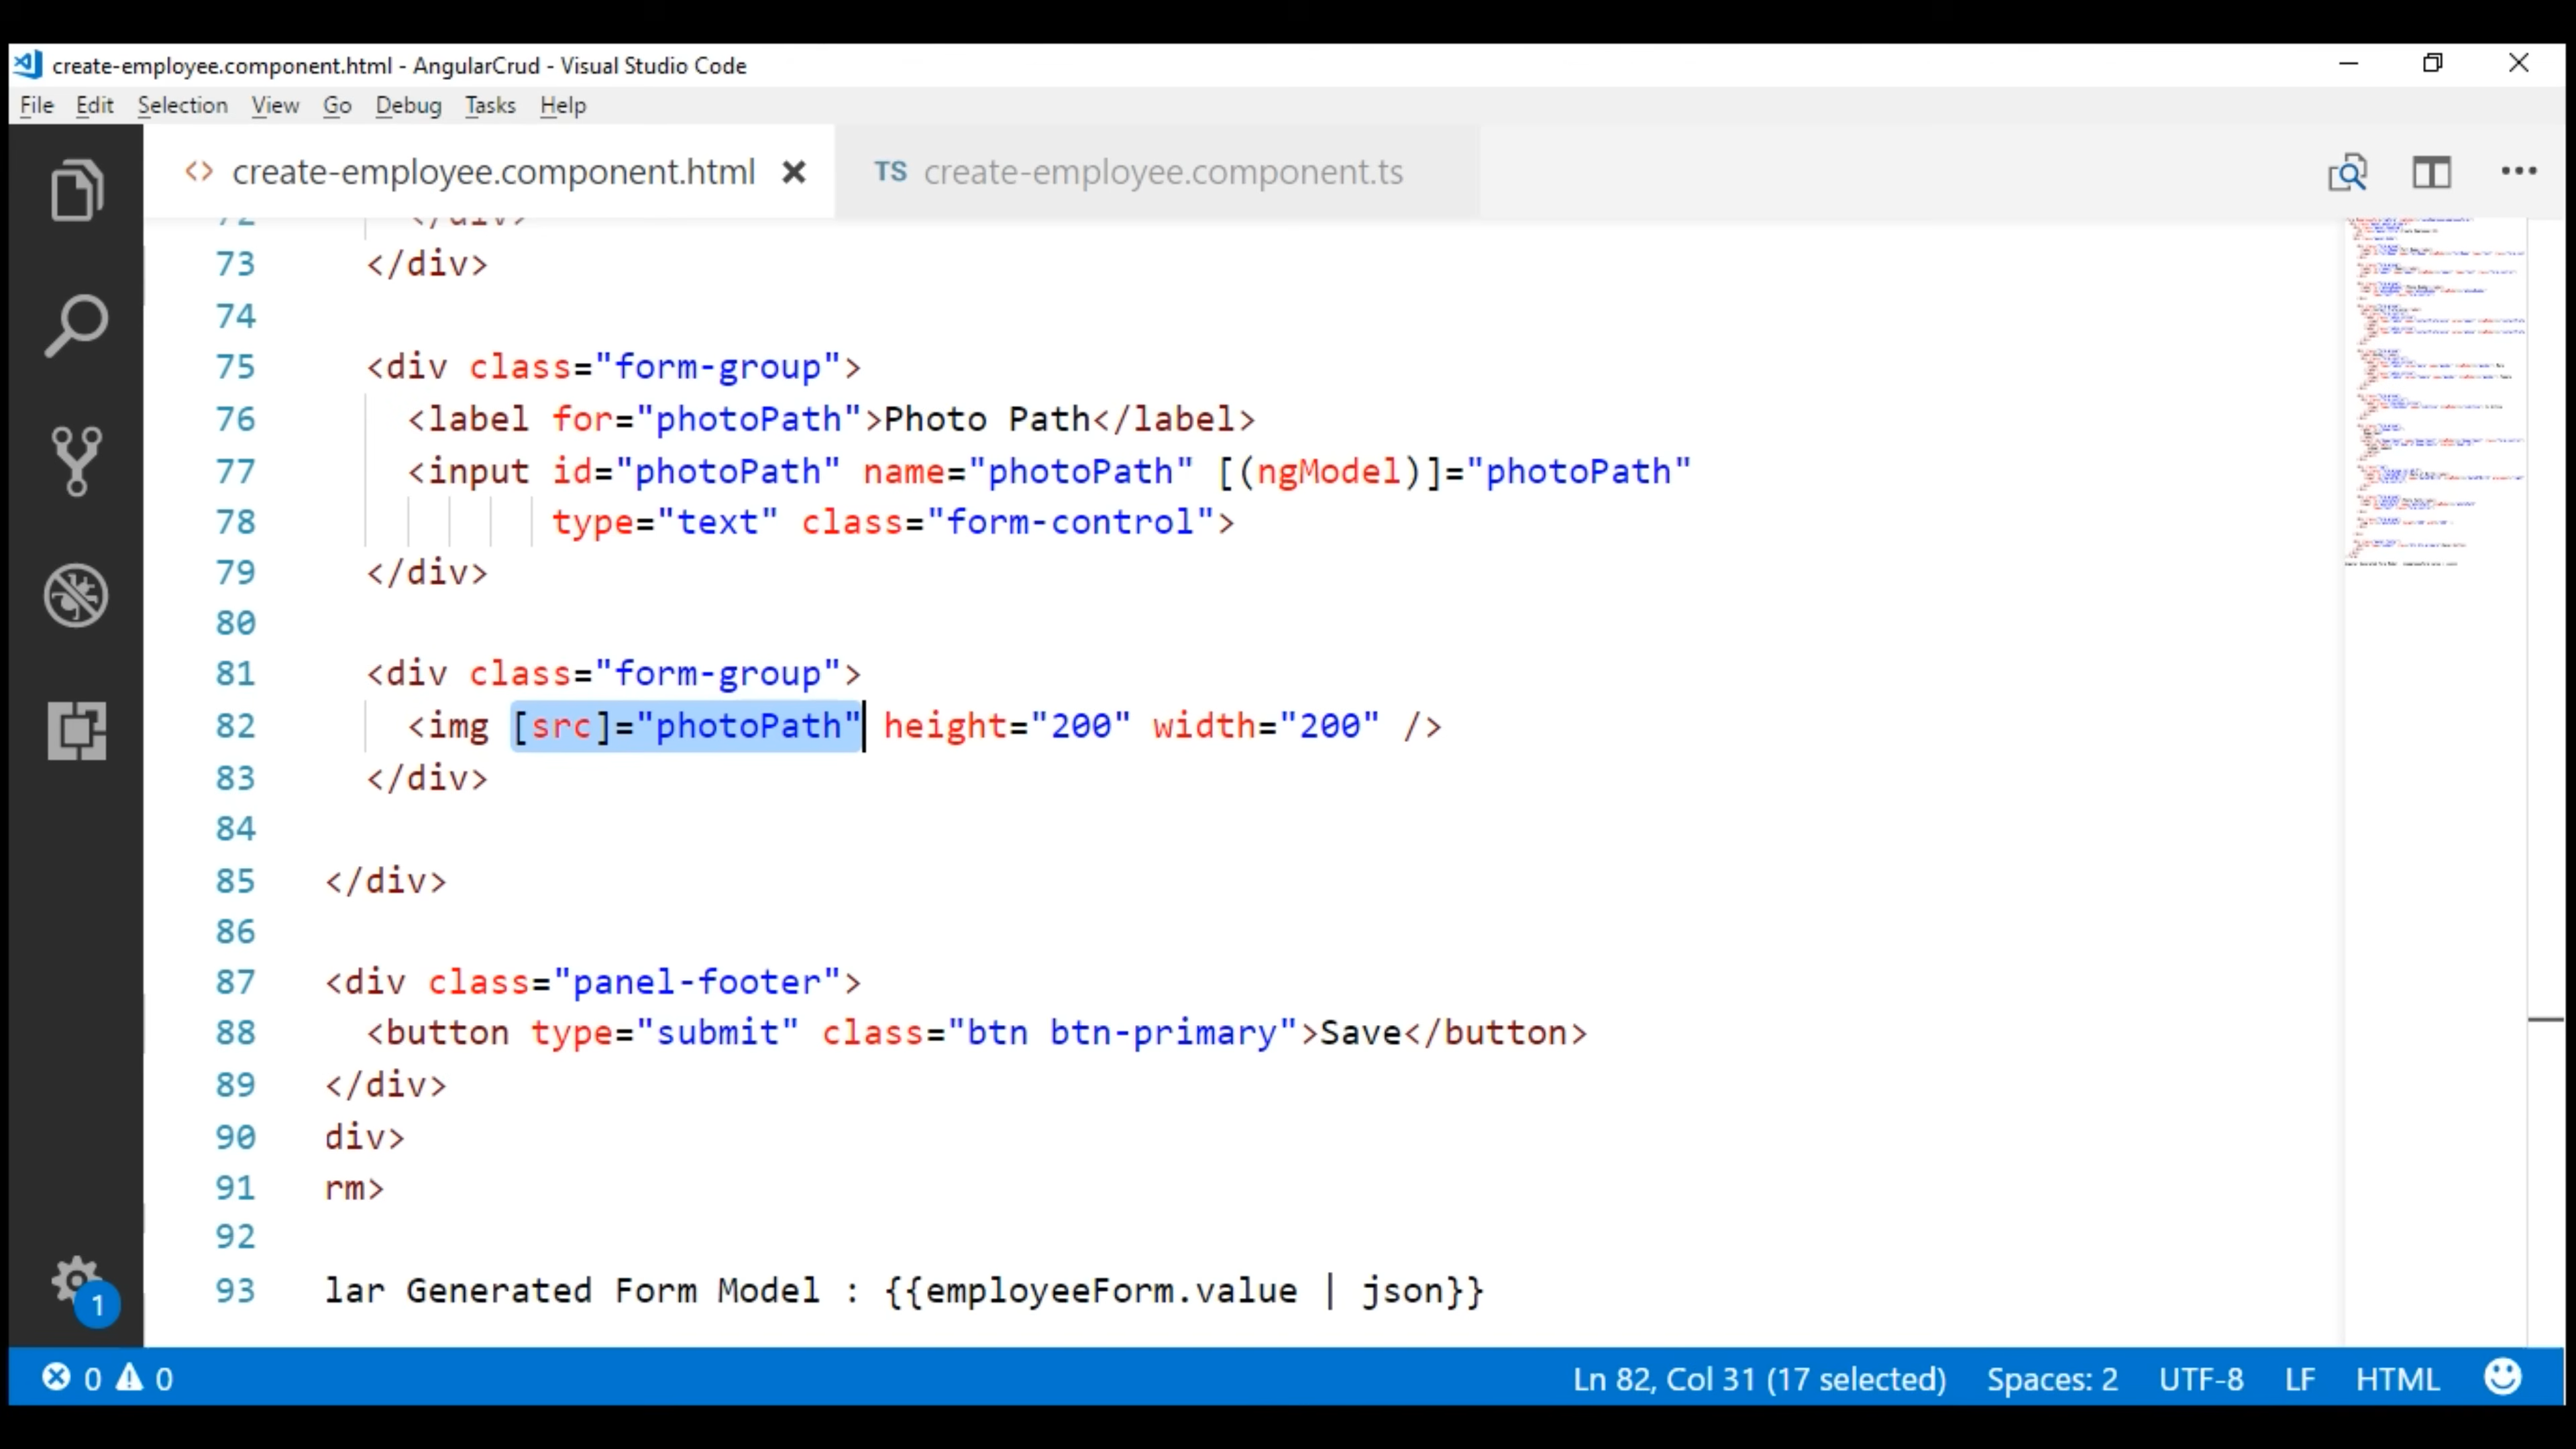 create-employee.component.html - AngularCrud - Visual Studio Code
File Edit Selection View Go Debug Tasks Help
create-employee.component.html
TS create-employee.component.ts
72 </div>
73 </div>
74
75 <div class="form-group">
76 <label for="photoPath">Photo Path</label>
77 <input id="photoPath" name="photoPath" [(ngModel)]="photoPath"
78 type="text" class="form-control">
79 </div>
80
81 <div class="form-group">
82 <img [src]="photoPath" height="200" width="200" />
83 </div>
84
85 </div>
86
87 <div class="panel-footer">
88 <button type="submit" class="btn btn-primary">Save</button>
89 </div>
90 div>
91 rm>
92
93 lar Generated Form Model : {{employeeForm.value | json}}
1
0 0 Ln 82, Col 31 (17 selected) Spaces: 2 UTF-8 LF HTML